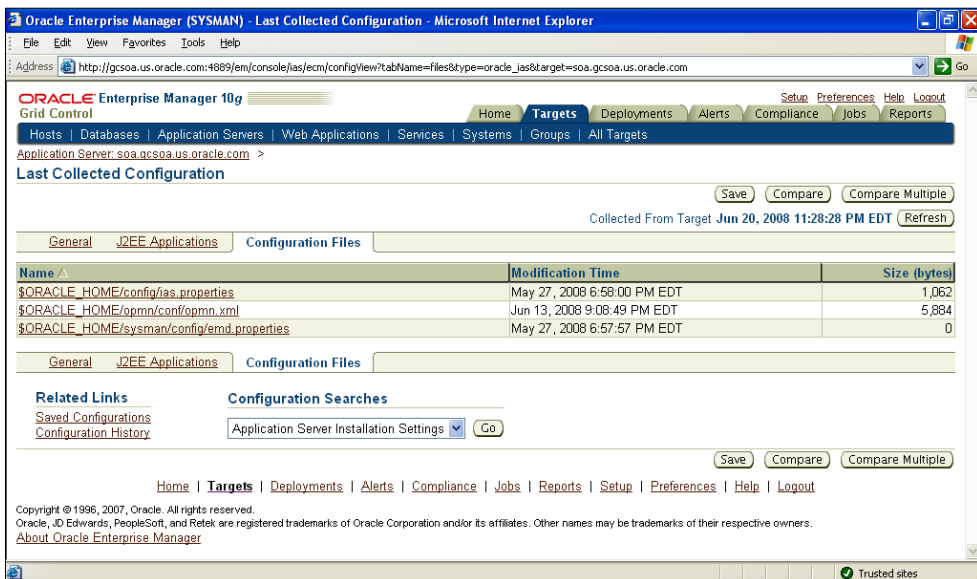 Oracle Enterprise Manager (SYSMAN) - Last Collected Configuration - Microsoft Internet Explorer
File Edit View Favorites Tools Help
Address http://gcsoa.us.oracle.com:4889/em/console/ias/ecm/configView?tabName=files&type=oracle_ias&target=soa.gcsoa.us.oracle.com Go
ORACLE Enterprise Manager 10g
Grid Control
Setup Preferences Help Logout
Home Targets Deployments Alerts Compliance Jobs Reports
Hosts | Databases | Application Servers | Web Applications | Services | Systems | Groups | All Targets
Application Server: soa.gcsoa.us.oracle.com >
Last Collected Configuration
Save Compare Compare Multiple
Collected From Target Jun 20, 2008 11:28:28 PM EDT Refresh
General J2EE Applications Configuration Files
Name Modification Time Size (bytes)
$ORACLE_HOME/config/ias.properties May 27, 2008 6:58:00 PM EDT 1,062
$ORACLE_HOME/opmn/conf/opmn.xml Jun 13, 2008 9:08:49 PM EDT 5,884
$ORACLE_HOME/sysman/config/emd.properties May 27, 2008 6:57:57 PM EDT 0
General J2EE Applications Configuration Files
Related Links Configuration Searches
Saved Configurations
Configuration History
Application Server Installation Settings Go
Save Compare Compare Multiple
Home | Targets | Deployments | Alerts | Compliance | Jobs | Reports | Setup | Preferences | Help | Logout
Copyright © 1996, 2007, Oracle. All rights reserved.
Oracle, JD Edwards, PeopleSoft, and Retek are registered trademarks of Oracle Corporation and/or its affiliates. Other names may be trademarks of their respective owners.
About Oracle Enterprise Manager
Trusted sites